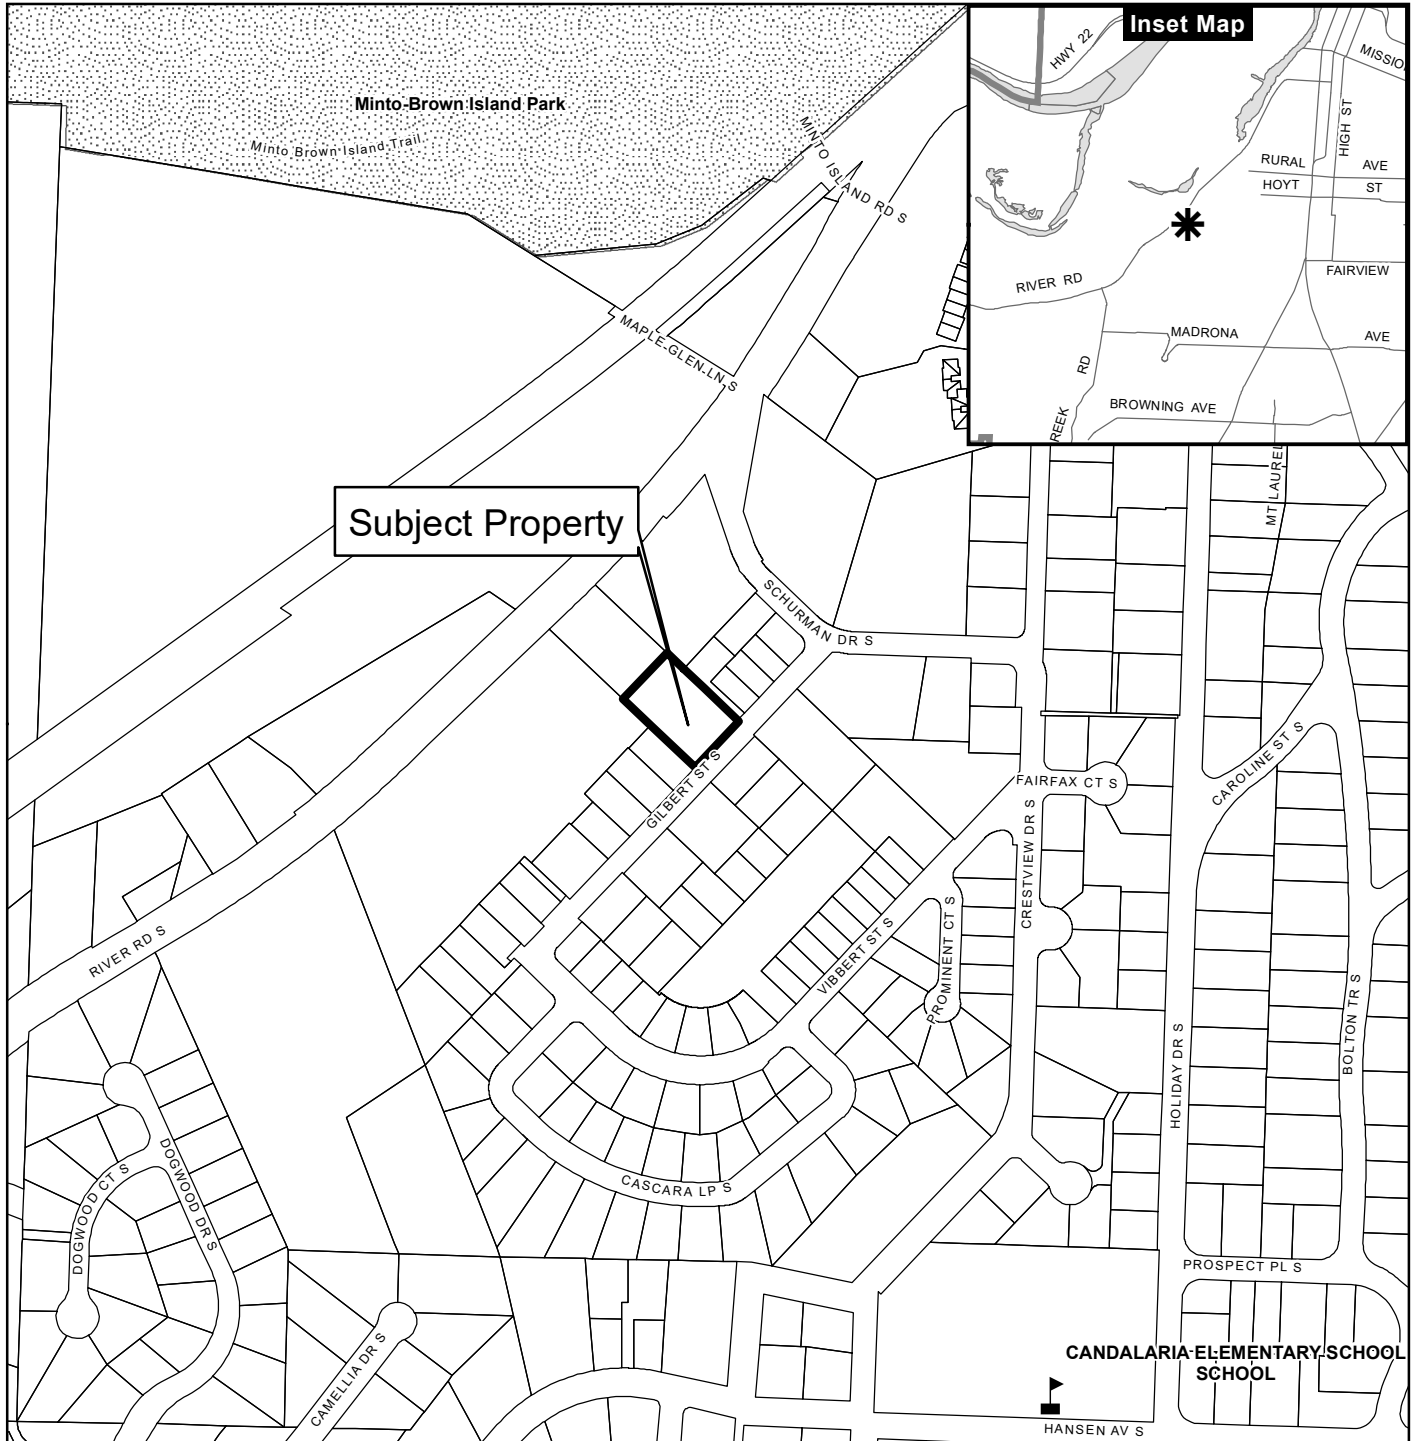 Inset Map
HWY 22
MISSIO
HIGH ST
RURAL AVE
HOYT ST
RIVER RD
FAIRVIEW
MADRONA AVE
RD
BROWNING AVE
REEK
Minto-Brown Island Park
Minto Brown Island Trail
MINTO ISLAND RD S
MAPLE GLEN LN S
MT LAUREL
Subject Property
SCHURMAN DR S
GILBERT ST S
FAIRFAX CT S
CAROLINE ST S
CRESTVIEW DR S
PROMINENT CT S
VIBBERT ST S
RIVER RD S
BOLTON TR S
HOLIDAY DR S
DOGWOOD CT S
DOGWOOD DR S
CASCARA LP S
PROSPECT PL S
CAMELLIA DR S
CANDALARIA ELEMENTARY SCHOOL
SCHOOL
HANSEN AV S